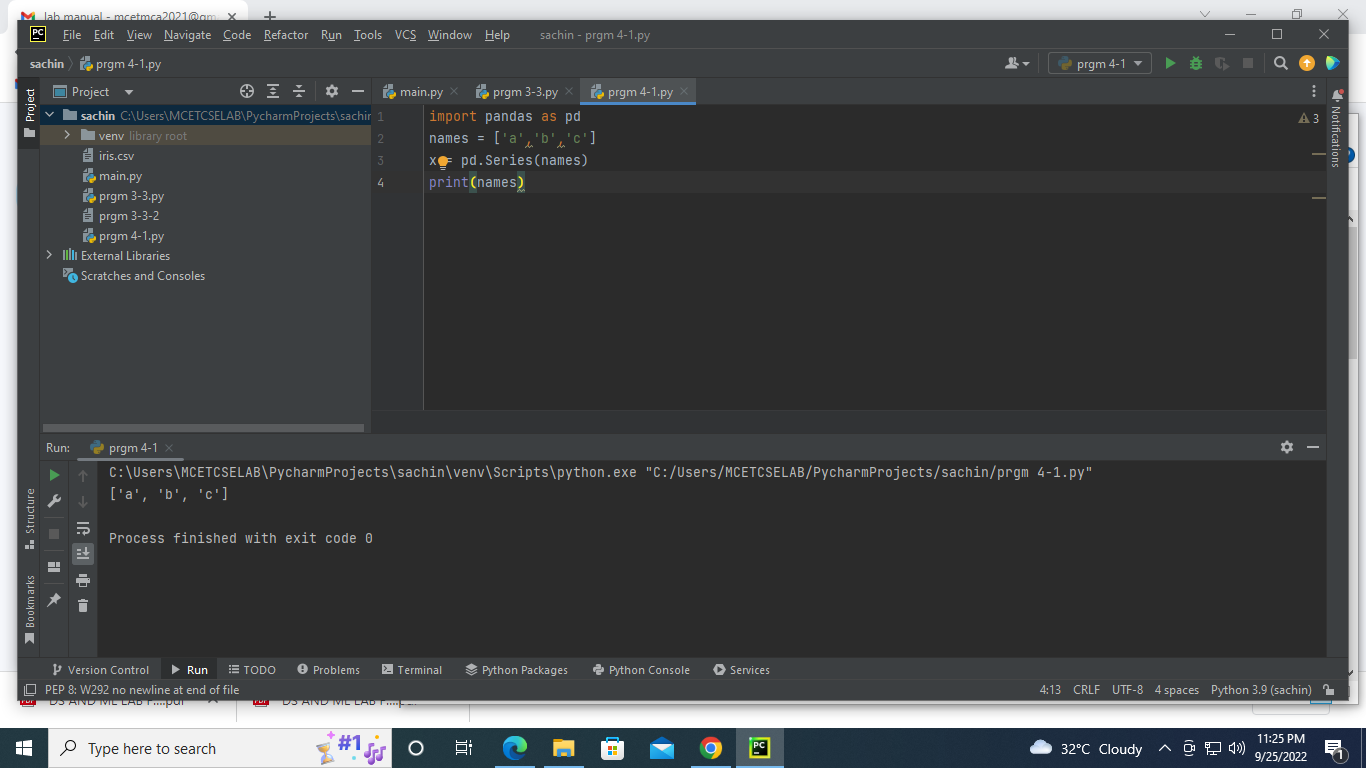 lab manual - mcetmca2021@gm
File Edit View Navigate Code Refactor Run Tools VCS Window Help sachin - prgm 4-1.py
sachin prgm 4-1.py prgm 4-1
Project
main.py prgm 3-3.py prgm 4-1.py
Project
Notifications
sachin C:\Users\MCETCSELAB\PycharmProjects\sachin
venv library root
iris.csv
main.py
prgm 3-3.py
prgm 3-3-2
prgm 4-1.py
External Libraries
Scratches and Consoles
1 import pandas as pd
2 names = ['a','b','c']
3 x = pd.Series(names)
4 print(names)
3
Run: prgm 4-1
C:\Users\MCETCSELAB\PycharmProjects\sachin\venv\Scripts\python.exe "C:/Users/MCETCSELAB/PycharmProjects/sachin/prgm 4-1.py"
['a', 'b', 'c']
Process finished with exit code 0
Structure
Bookmarks
Version Control Run TODO Problems Terminal Python Packages Python Console Services
PEP 8: W292 no newline at end of file 4:13 CRLF UTF-8 4 spaces Python 3.9 (sachin)
DS AND ML LAB P....pdf DS AND ML LAB P....pdf
Type here to search #1 32°C Cloudy 11:25 PM
9/25/2022 1